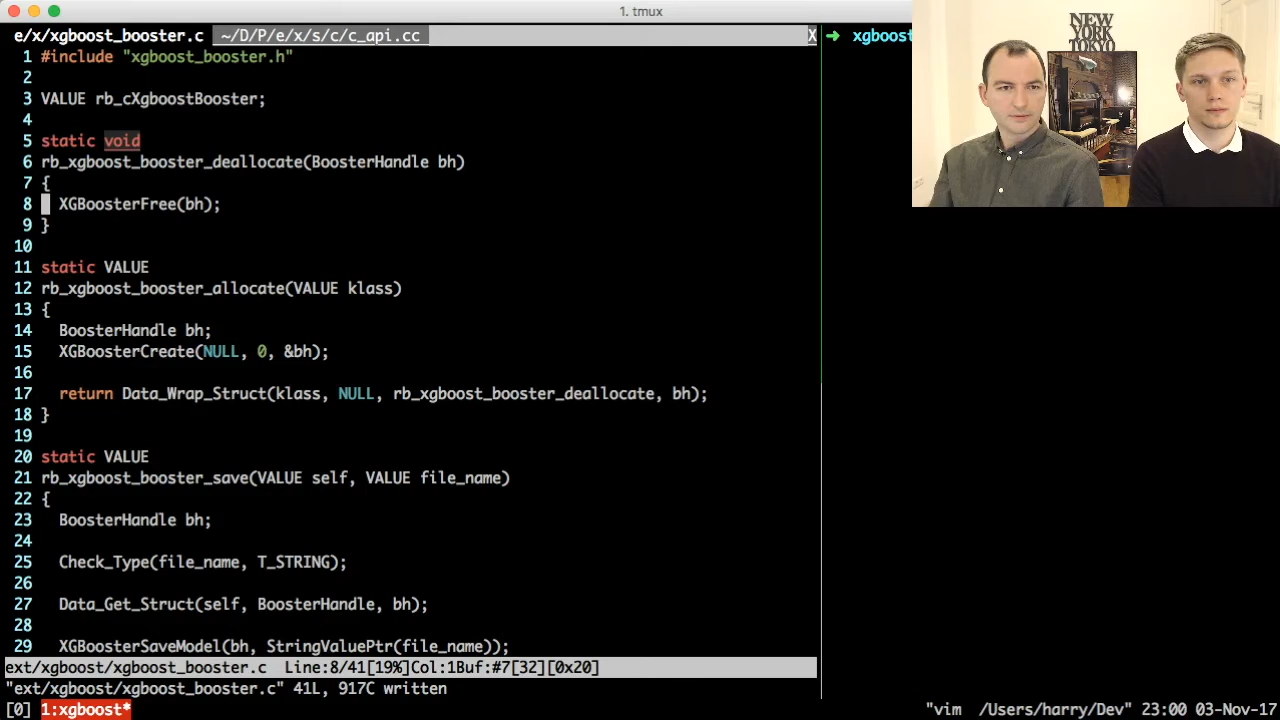 1. tmux
e/x/xgboost_booster.c ~/D/P/e/x/s/c/c_api.cc X
1 #include "xgboost_booster.h"
2
3 VALUE rb_cXgboostBooster;
4
5 static void
6 rb_xgboost_booster_deallocate(BoosterHandle bh)
7 {
8 XGBoosterFree(bh);
9 }
10
11 static VALUE
12 rb_xgboost_booster_allocate(VALUE klass)
13 {
14 BoosterHandle bh;
15 XGBoosterCreate(NULL, 0, &bh);
16
17 return Data_Wrap_Struct(klass, NULL, rb_xgboost_booster_deallocate, bh);
18 }
19
20 static VALUE
21 rb_xgboost_booster_save(VALUE self, VALUE file_name)
22 {
23 BoosterHandle bh;
24
25 Check_Type(file_name, T_STRING);
26
27 Data_Get_Struct(self, BoosterHandle, bh);
28
29 XGBoosterSaveModel(bh, StringValuePtr(file_name));
ext/xgboost/xgboost_booster.c Line:8/41[19%]Col:1Buf:#7[32][0x20]
"ext/xgboost/xgboost_booster.c" 41L, 917C written
➜ xgboost
NEW
YORK
TOKYO
[0] 1:xgboost* "vim /Users/harry/Dev" 23:00 03-Nov-17